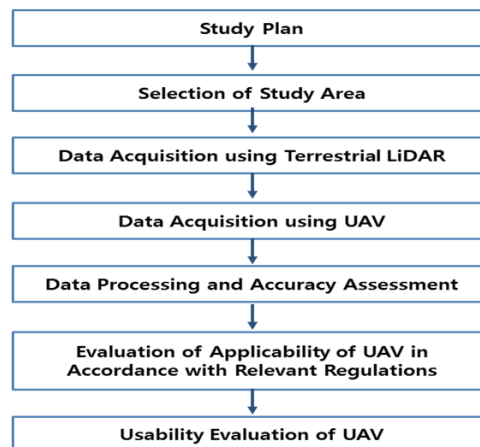 Study Plan
Selection of Study Area
Data Acquisition using Terrestrial LiDAR
Data Acquisition using UAV
Data Processing and Accuracy Assessment
Evaluation of Applicability of UAV in
Accordance with Relevant Regulations
Usability Evaluation of UAV